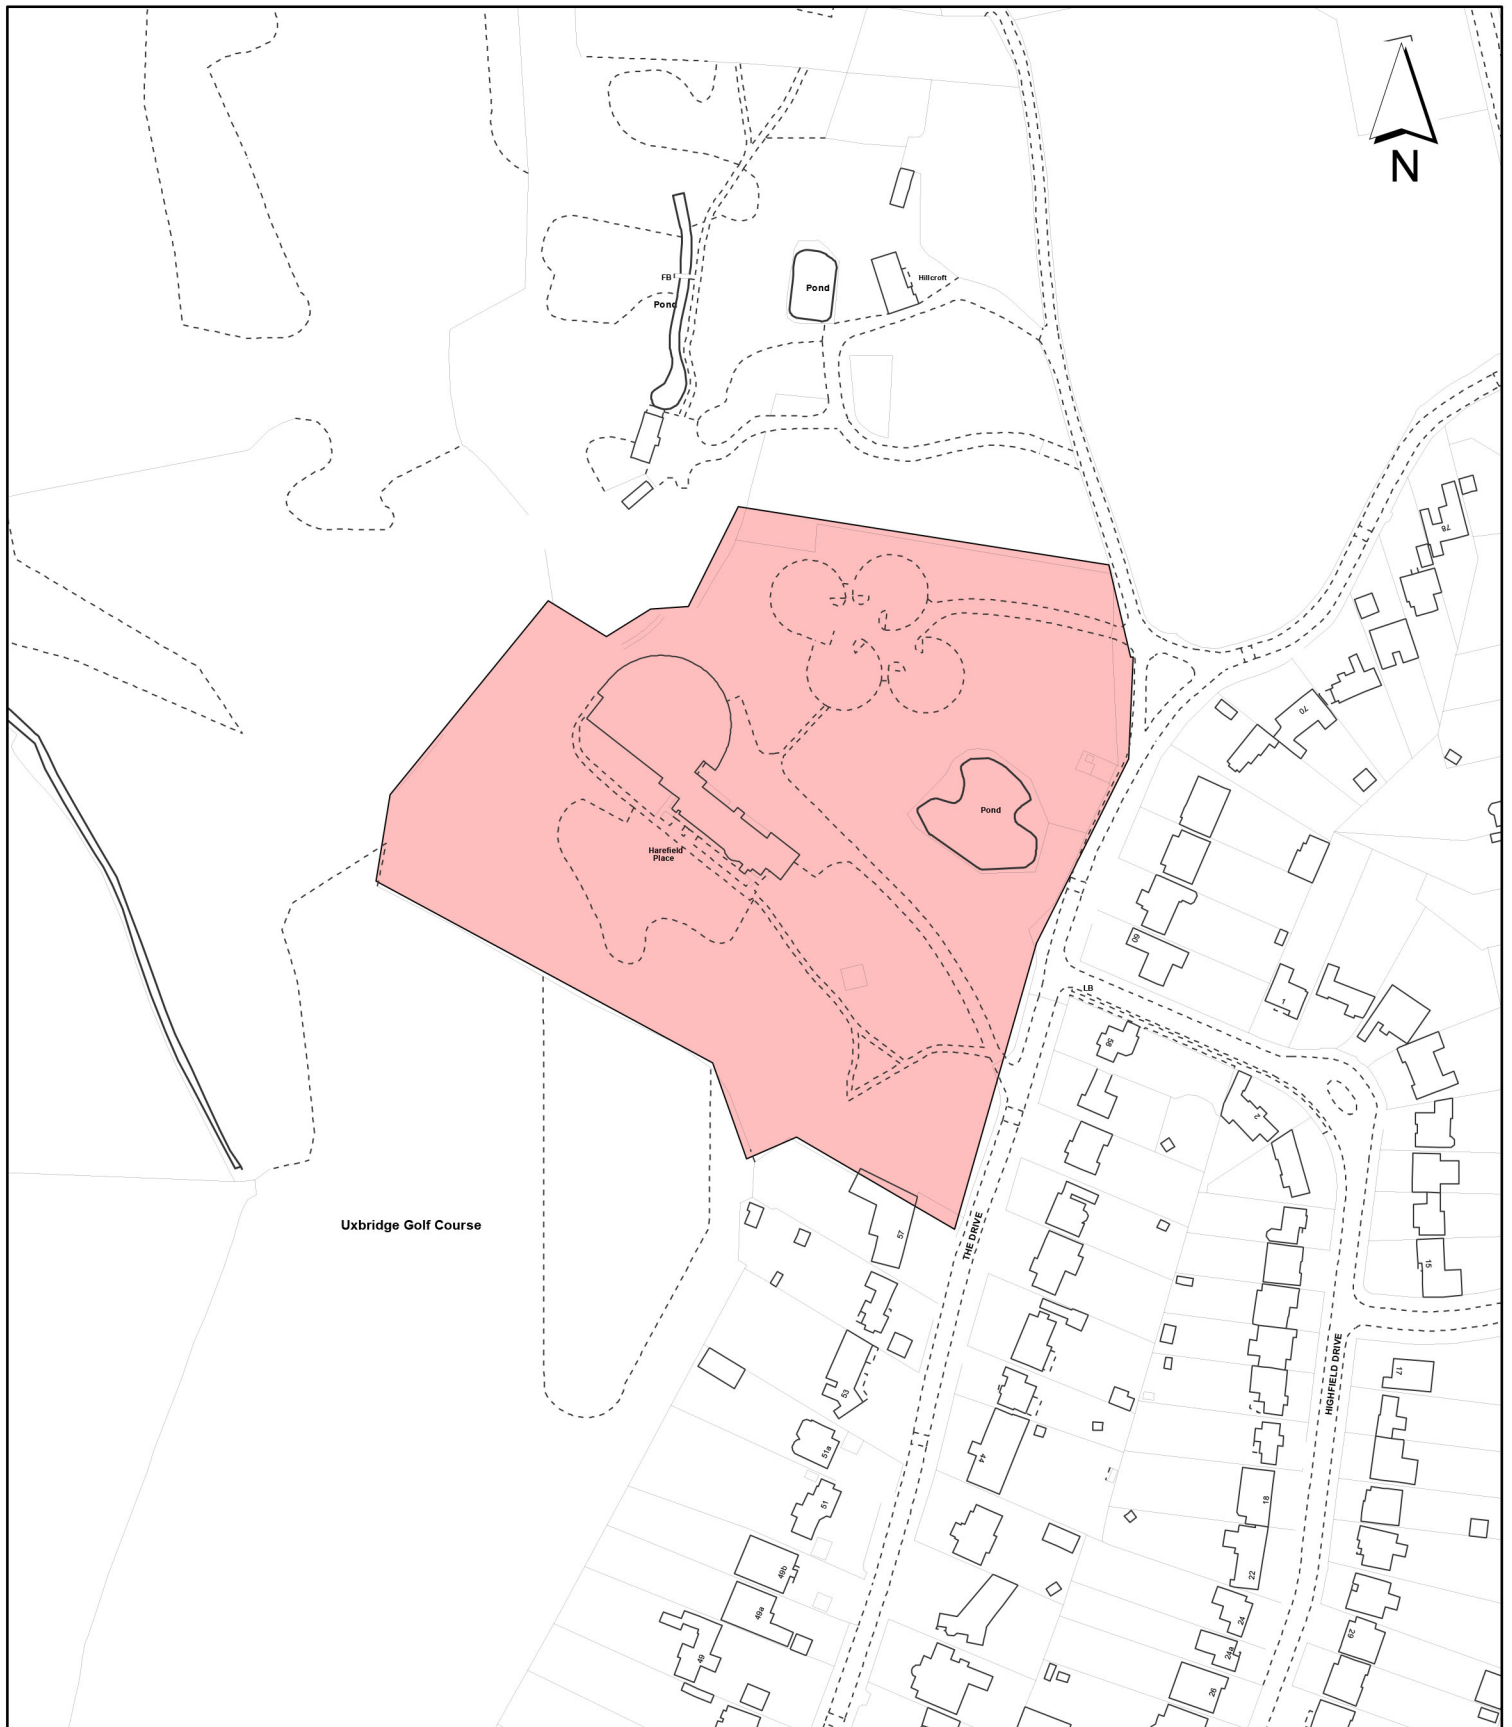 N
FB
Pond
Pond
Hillcroft
78
70
Pond
Harefield
Place
60
1
LB
58
2
57
THE DRIVE
Uxbridge Golf Course
15
HIGHFIELD DRIVE
17
53
51a
44
51
18
49b
22
49a
24
29
49
24a
26